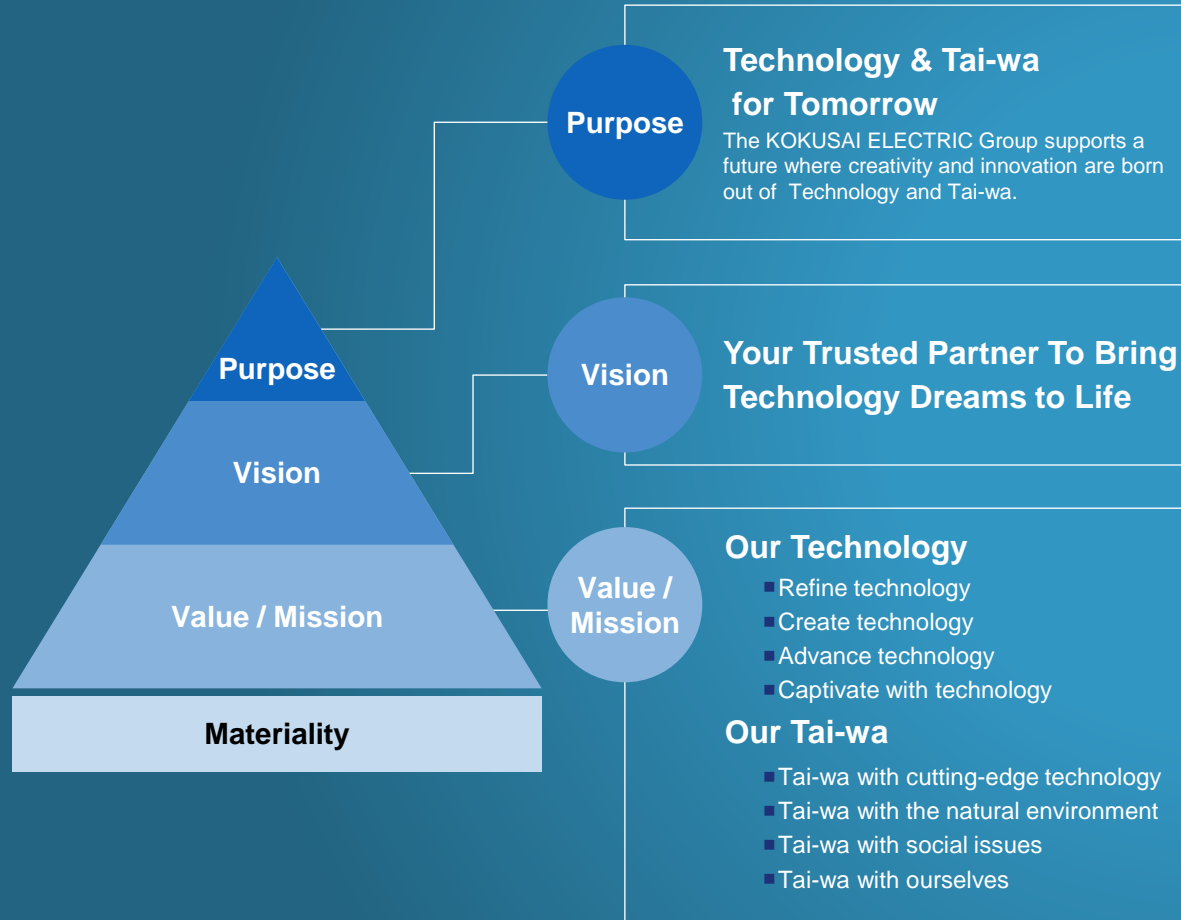 Purpose
Vision
Value / Mission
Materiality
Purpose
Technology & Tai-wa
for Tomorrow
The KOKUSAI ELECTRIC Group supports a
future where creativity and innovation are born
out of Technology and Tai-wa.
Vision
Your Trusted Partner To Bring
Technology Dreams to Life
Value /
Mission
Our Technology
■Refine technology
■Create technology
■Advance technology
■Captivate with technology
Our Tai-wa
■Tai-wa with cutting-edge technology
■Tai-wa with the natural environment
■Tai-wa with social issues
■Tai-wa with ourselves